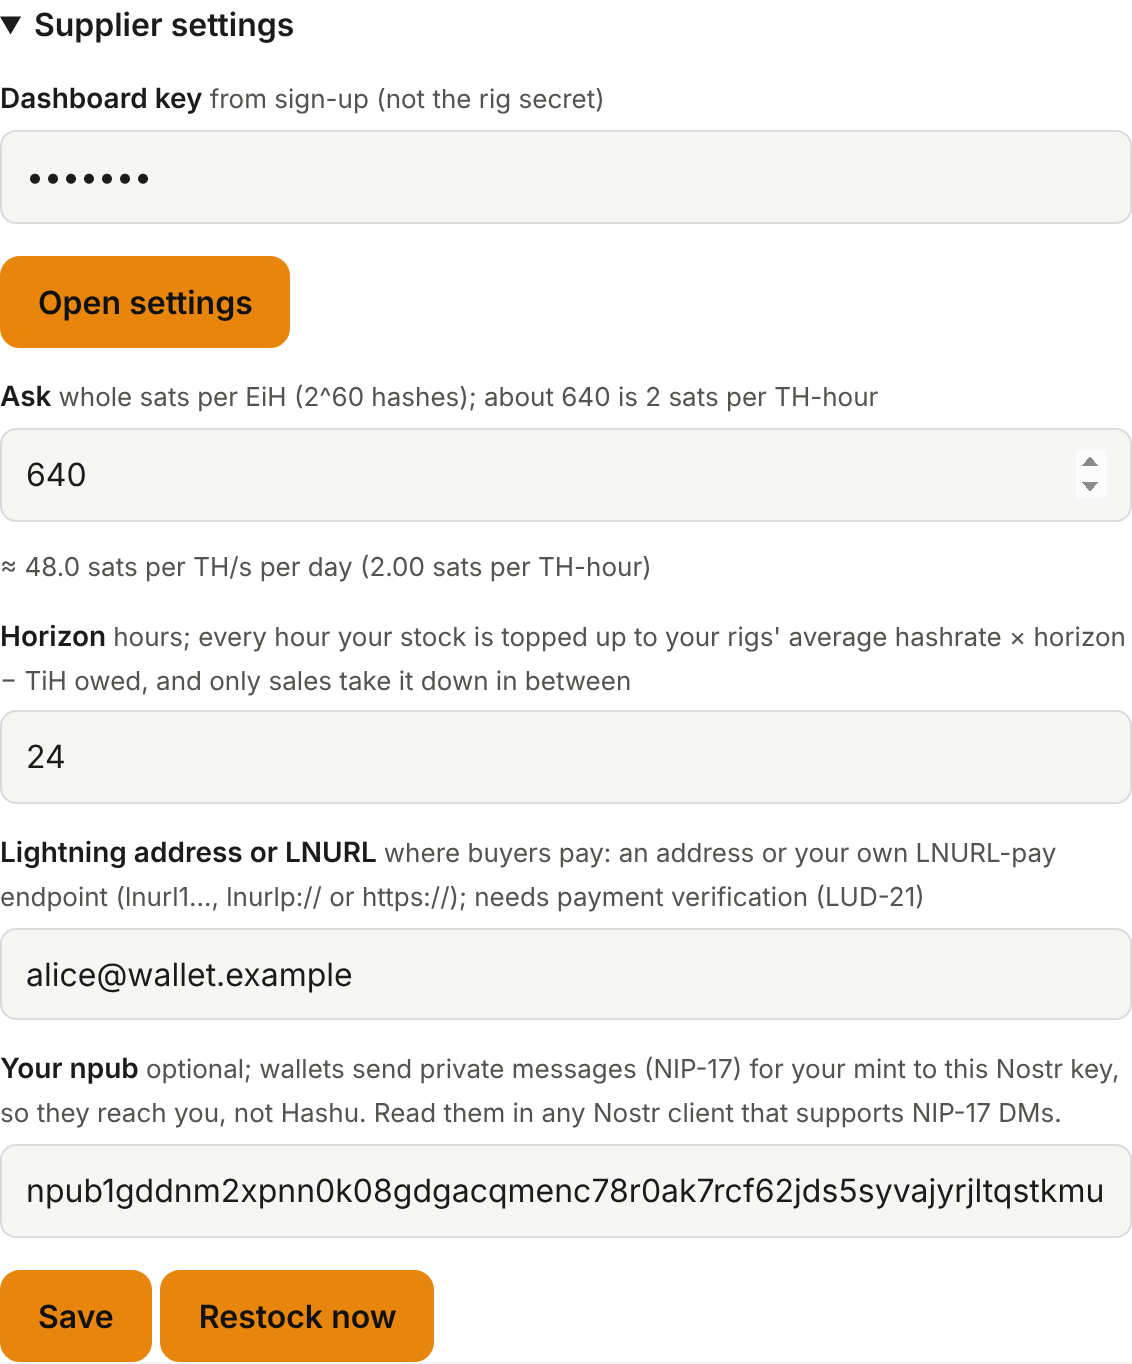 ▼ Supplier settings
Dashboard key from sign-up (not the rig secret)
•••••••
Open settings
Ask whole sats per EiH (2^60 hashes); about 640 is 2 sats per TH-hour
640
≈ 48.0 sats per TH/s per day (2.00 sats per TH-hour)
Horizon hours; every hour your stock is topped up to your rigs' average hashrate × horizon
− TiH owed, and only sales take it down in between
24
Lightning address or LNURL where buyers pay: an address or your own LNURL-pay
endpoint (lnurl1..., lnurlp:// or https://); needs payment verification (LUD-21)
alice@wallet.example
Your npub optional; wallets send private messages (NIP-17) for your mint to this Nostr key,
so they reach you, not Hashu. Read them in any Nostr client that supports NIP-17 DMs.
npub1gddnm2xpnn0k08gdgacqmenc78r0ak7rcf62jds5syvajyrjltqstkmu
Save Restock now